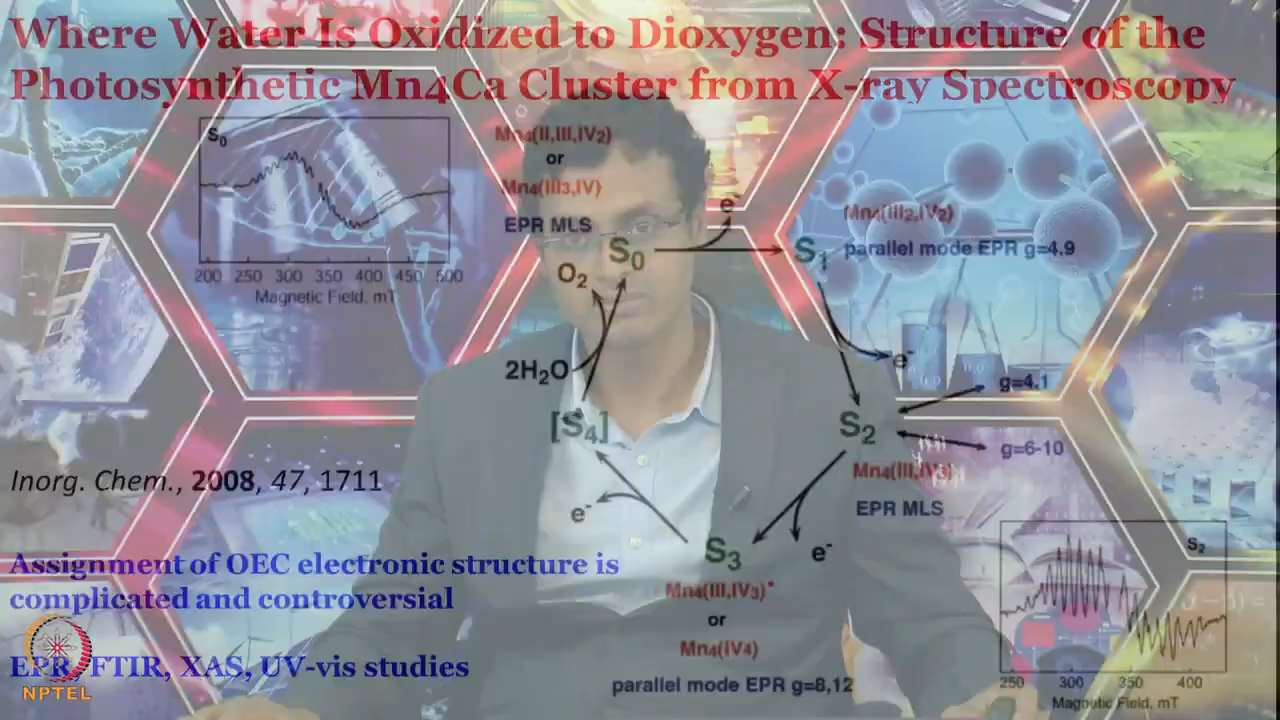 Where Water Is Oxidized to Dioxygen: Structure of the
Photosynthetic Mn4Ca Cluster from X-ray Spectroscopy
S0
200 250 300 350 400 450 500
Magnetic Field, mT
Mn4(II,III,IV2)
or
Mn4(III3,IV)
EPR MLS
S0
e-
S1
Mn4(III2,IV2)
parallel mode EPR g=4.9
O2
2H2O
[S4]
e-
g=4.1
S2
g=6-10
Mn4(III,IV3)
EPR MLS
e-
S3
e-
Mn4(III,IV3)*
or
Mn4(IV4)
parallel mode EPR g=8,12
S2
250 300 350 400
Magnetic Field, mT
Inorg. Chem., 2008, 47, 1711
Assignment of OEC electronic structure is
complicated and controversial
EPR, FTIR, XAS, UV-vis studies
NPTEL